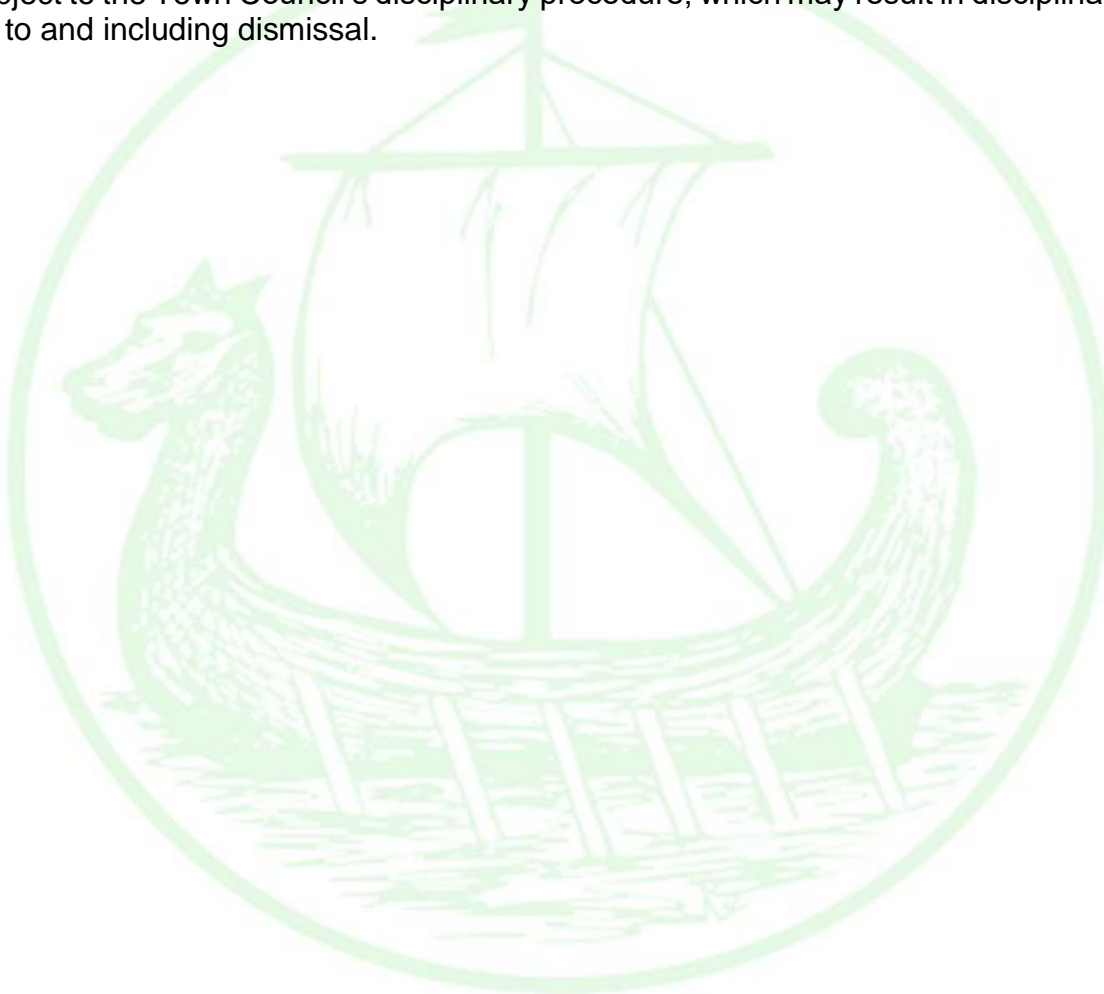 ject to the Town Council's disciplinary procedure, which may result in disciplina
to and including dismissal.